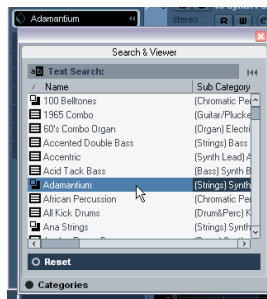 Adamantium
stereo R W
Search & Viewer
Text Search:
/ Name Sub Category
100 Belltones (Chromatic Per
1965 Combo (Guitar/Plucke
60's Combo Organ (Organ) Electri
Accented Double Bass (Strings) Bass
Accentric (Synth Lead) A
Acid Tack Bass (Bass) Synth B
Adamantium (Strings) Synth
African Percussion (Chromatic Per
All Kick Drums (Drum&Perc) K
Ana Strings (Strings) Synth
Reset
Categories